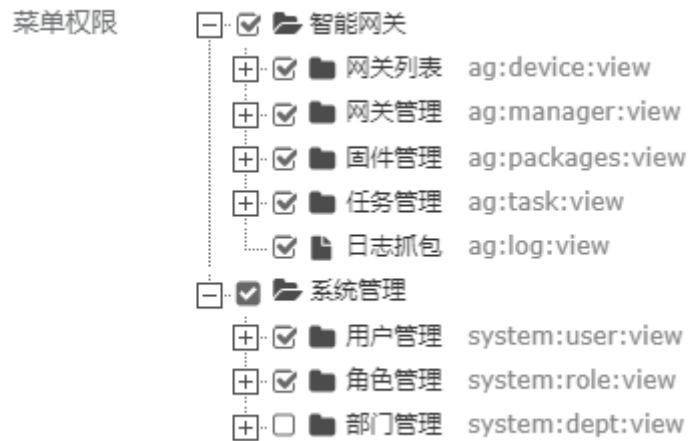 菜单权限 智能网关
网关列表 ag:device:view
网关管理 ag:manager:view
固件管理 ag:packages:view
任务管理 ag:task:view
日志抓包 ag:log:view
系统管理
用户管理 system:user:view
角色管理 system:role:view
部门管理 system:dept:view